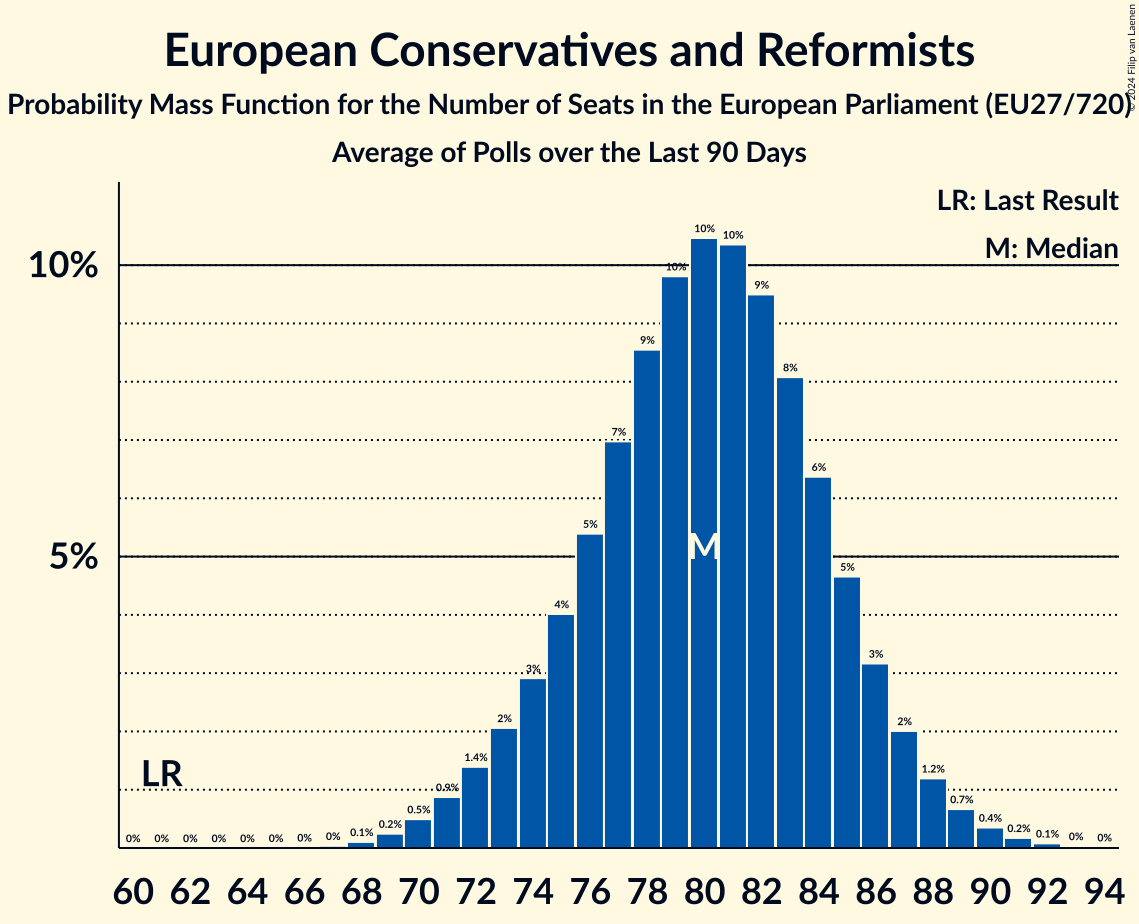 © 2024 Filip van Laenen
European Conservatives and Reformists
Probability Mass Function for the Number of Seats in the European Parliament (EU27/720)
Average of Polls over the Last 90 Days
LR: Last Result
M: Median
10%
5%
LR
M
0% 0% 0% 0% 0% 0% 0% 0% 0.1% 0.2% 0.5% 0.9% 1.4% 2% 3% 4% 5% 7% 9% 10% 10% 10% 9% 8% 6% 5% 3% 2% 1.2% 0.7% 0.4% 0.2% 0.1% 0% 0%
60 62 64 66 68 70 72 74 76 78 80 82 84 86 88 90 92 94